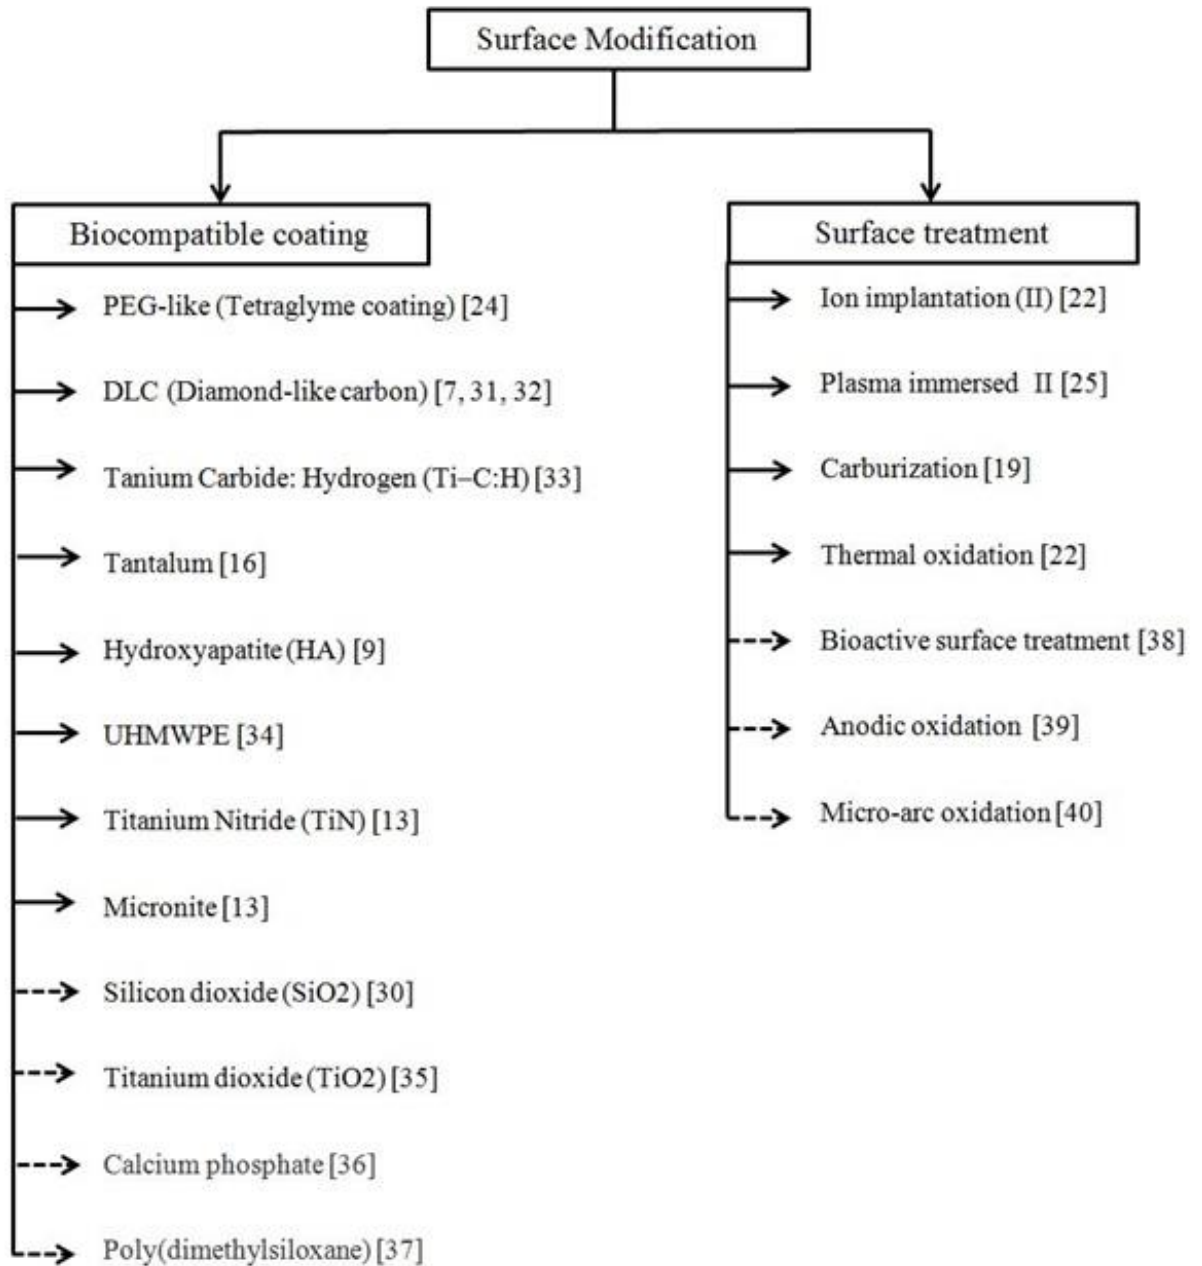 Surface Modification
Biocompatible coating
PEG-like (Tetraglyme coating) [24]
DLC (Diamond-like carbon) [7, 31, 32]
Tanium Carbide: Hydrogen (Ti–C:H) [33]
Tantalum [16]
Hydroxyapatite (HA) [9]
UHMWPE [34]
Titanium Nitride (TiN) [13]
Micronite [13]
Silicon dioxide (SiO2) [30]
Titanium dioxide (TiO2) [35]
Calcium phosphate [36]
Poly(dimethylsiloxane) [37]
Surface treatment
Ion implantation (II) [22]
Plasma immersed II [25]
Carburization [19]
Thermal oxidation [22]
Bioactive surface treatment [38]
Anodic oxidation [39]
Micro-arc oxidation [40]